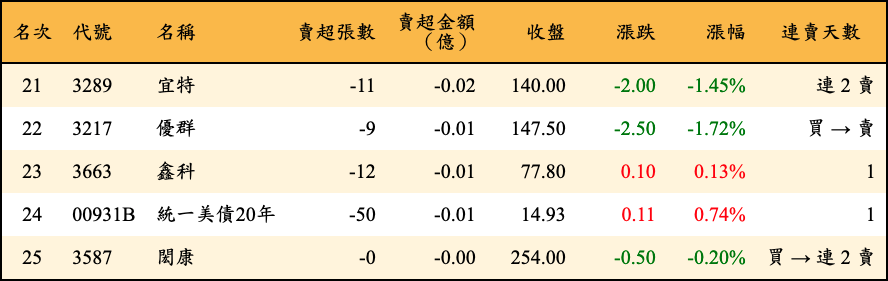 名次 代號 名稱 賣超張數 賣超金額（億） 收盤 漲跌 漲幅 連賣天數
21 3289 宜特 -11 -0.02 140.00 -2.00 -1.45% 連 2 賣
22 3217 優群 -9 -0.01 147.50 -2.50 -1.72% 買 → 賣
23 3663 鑫科 -12 -0.01 77.80 0.10 0.13% 1
24 00931B 統一美債20年 -50 -0.01 14.93 0.11 0.74% 1
25 3587 閎康 -0 -0.00 254.00 -0.50 -0.20% 買 → 連 2 賣